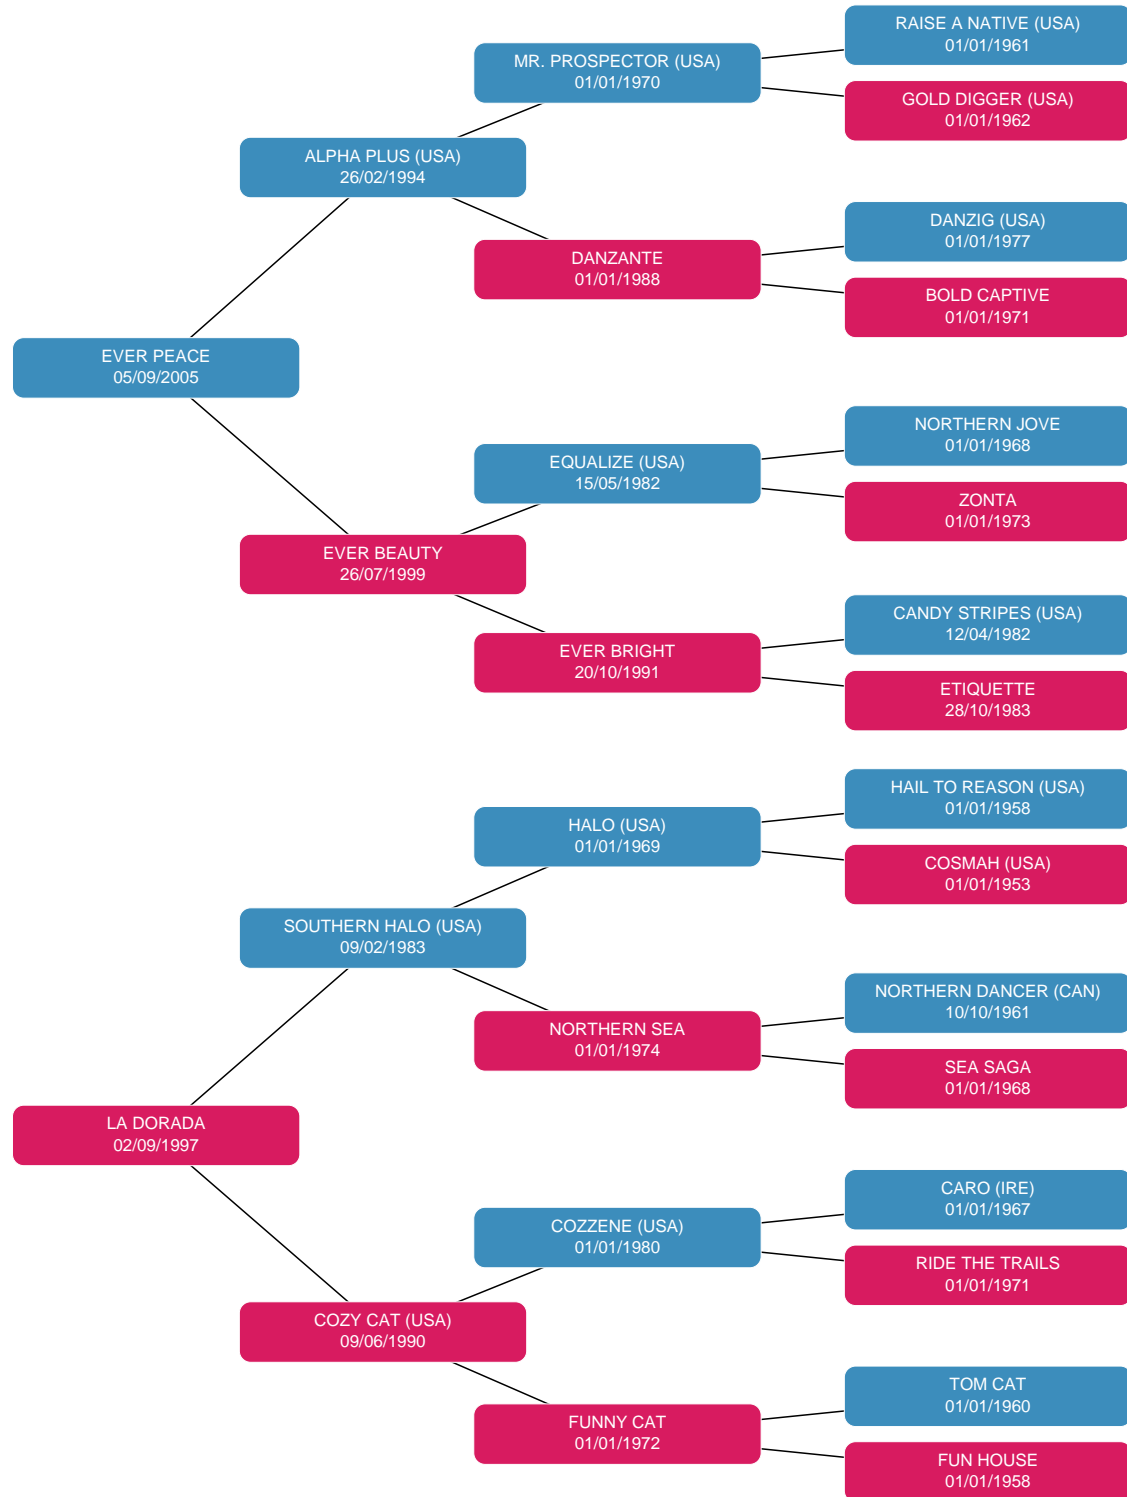 RAISE A NATIVE (USA)
01/01/1961
MR. PROSPECTOR (USA)
01/01/1970
GOLD DIGGER (USA)
01/01/1962
ALPHA PLUS (USA)
26/02/1994
DANZIG (USA)
01/01/1977
DANZANTE
01/01/1988
BOLD CAPTIVE
01/01/1971
EVER PEACE
05/09/2005
NORTHERN JOVE
01/01/1968
EQUALIZE (USA)
15/05/1982
ZONTA
01/01/1973
EVER BEAUTY
26/07/1999
CANDY STRIPES (USA)
12/04/1982
EVER BRIGHT
20/10/1991
ETIQUETTE
28/10/1983
HAIL TO REASON (USA)
01/01/1958
HALO (USA)
01/01/1969
COSMAH (USA)
01/01/1953
SOUTHERN HALO (USA)
09/02/1983
NORTHERN DANCER (CAN)
10/10/1961
NORTHERN SEA
01/01/1974
SEA SAGA
01/01/1968
LA DORADA
02/09/1997
CARO (IRE)
01/01/1967
COZZENE (USA)
01/01/1980
RIDE THE TRAILS
01/01/1971
COZY CAT (USA)
09/06/1990
TOM CAT
01/01/1960
FUNNY CAT
01/01/1972
FUN HOUSE
01/01/1958